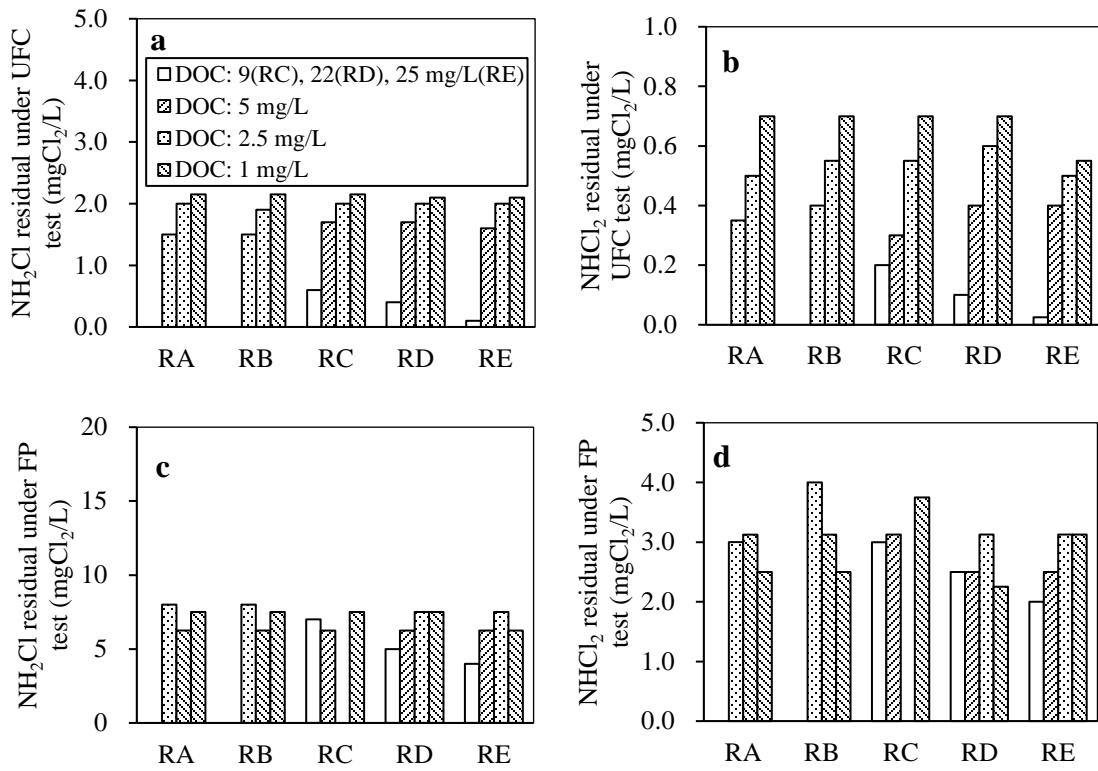 NH₂Cl residual under UFC
test (mgCl₂/L)
5.0
4.0
3.0
2.0
1.0
0.0
a
DOC: 9(RC), 22(RD), 25 mg/L(RE)
DOC: 5 mg/L
DOC: 2.5 mg/L
DOC: 1 mg/L
RA RB RC RD RE
NHCl₂ residual under
UFC test (mgCl₂/L)
1.0
0.8
0.6
0.4
0.2
0.0
b
RA RB RC RD RE
NH₂Cl residual under FP
test (mgCl₂/L)
20
15
10
5
0
c
RA RB RC RD RE
NHCl₂ residual under FP
test (mgCl₂/L)
5.0
4.0
3.0
2.0
1.0
0.0
d
RA RB RC RD RE